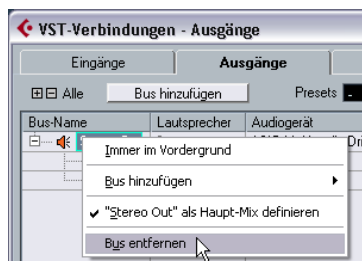 VST-Verbindungen - Ausgänge
Eingänge Ausgänge
Alle Bus hinzufügen Presets
Bus-Name Lautsprecher Audiogerät
Immer im Vordergrund
Bus hinzufügen
"Stereo Out" als Haupt-Mix definieren
Bus entfernen